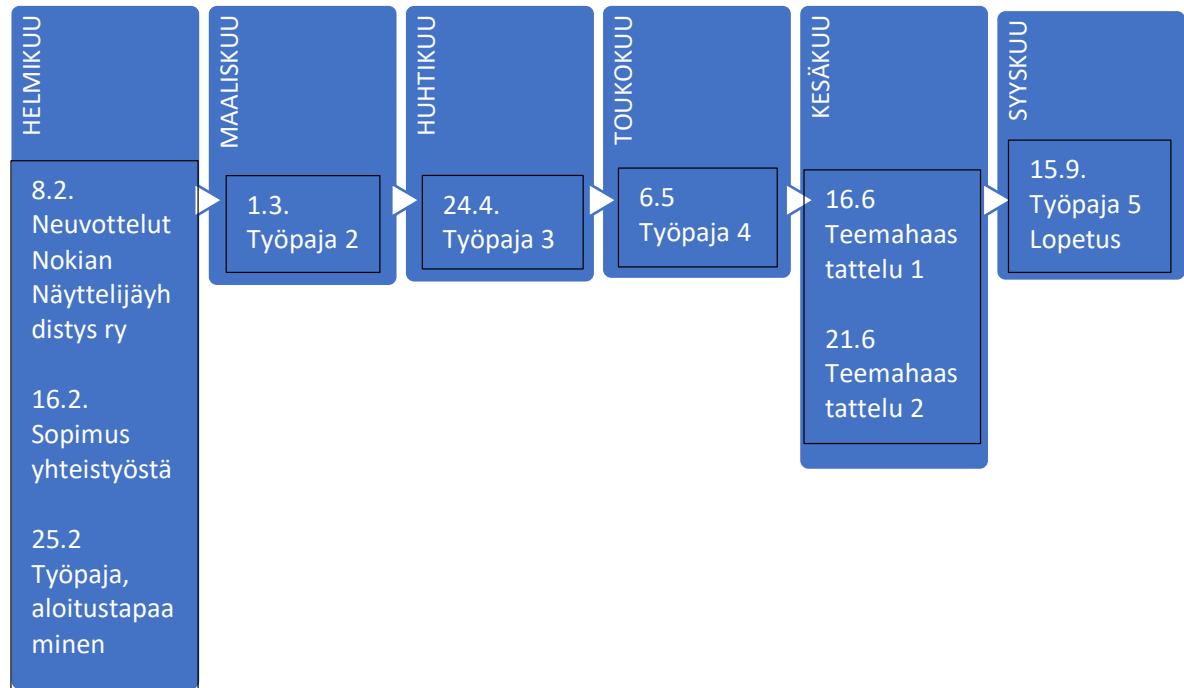 HELMIKUU
8.2.
Neuvottelut
Nokian
Näyttelijäyh
distys ry
16.2.
Sopimus
yhteistyöstä
25.2
Työpaja,
aloitustapaa
minen
MAALISKUU
1.3.
Työpaja 2
HUHTIKUU
24.4.
Työpaja 3
TOUKOKUU
6.5
Työpaja 4
KESÄKUU
16.6
Teemahaas
tattelu 1
21.6
Teemahaas
tattelu 2
SYYSKUU
15.9.
Työpaja 5
Lopetus